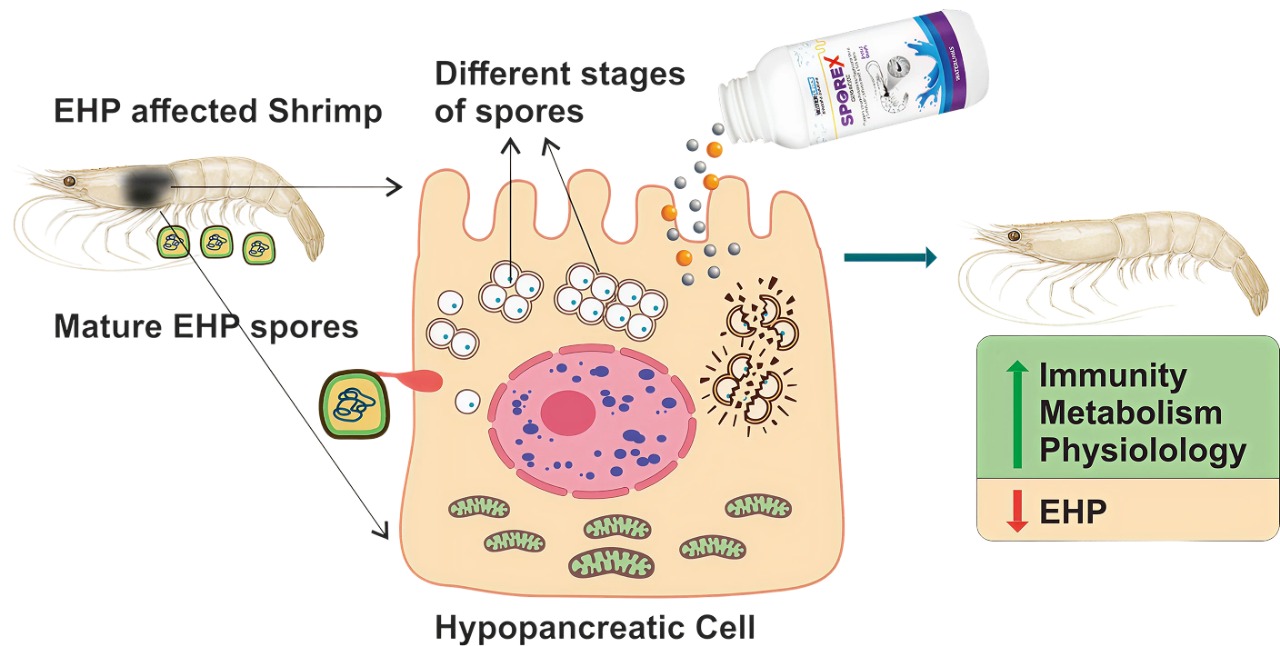 EHP affected Shrimp
Different stages
of spores
SPOREX
Mature EHP spores
Immunity
Metabolism
Physiolology
EHP
Hypopancreatic Cell